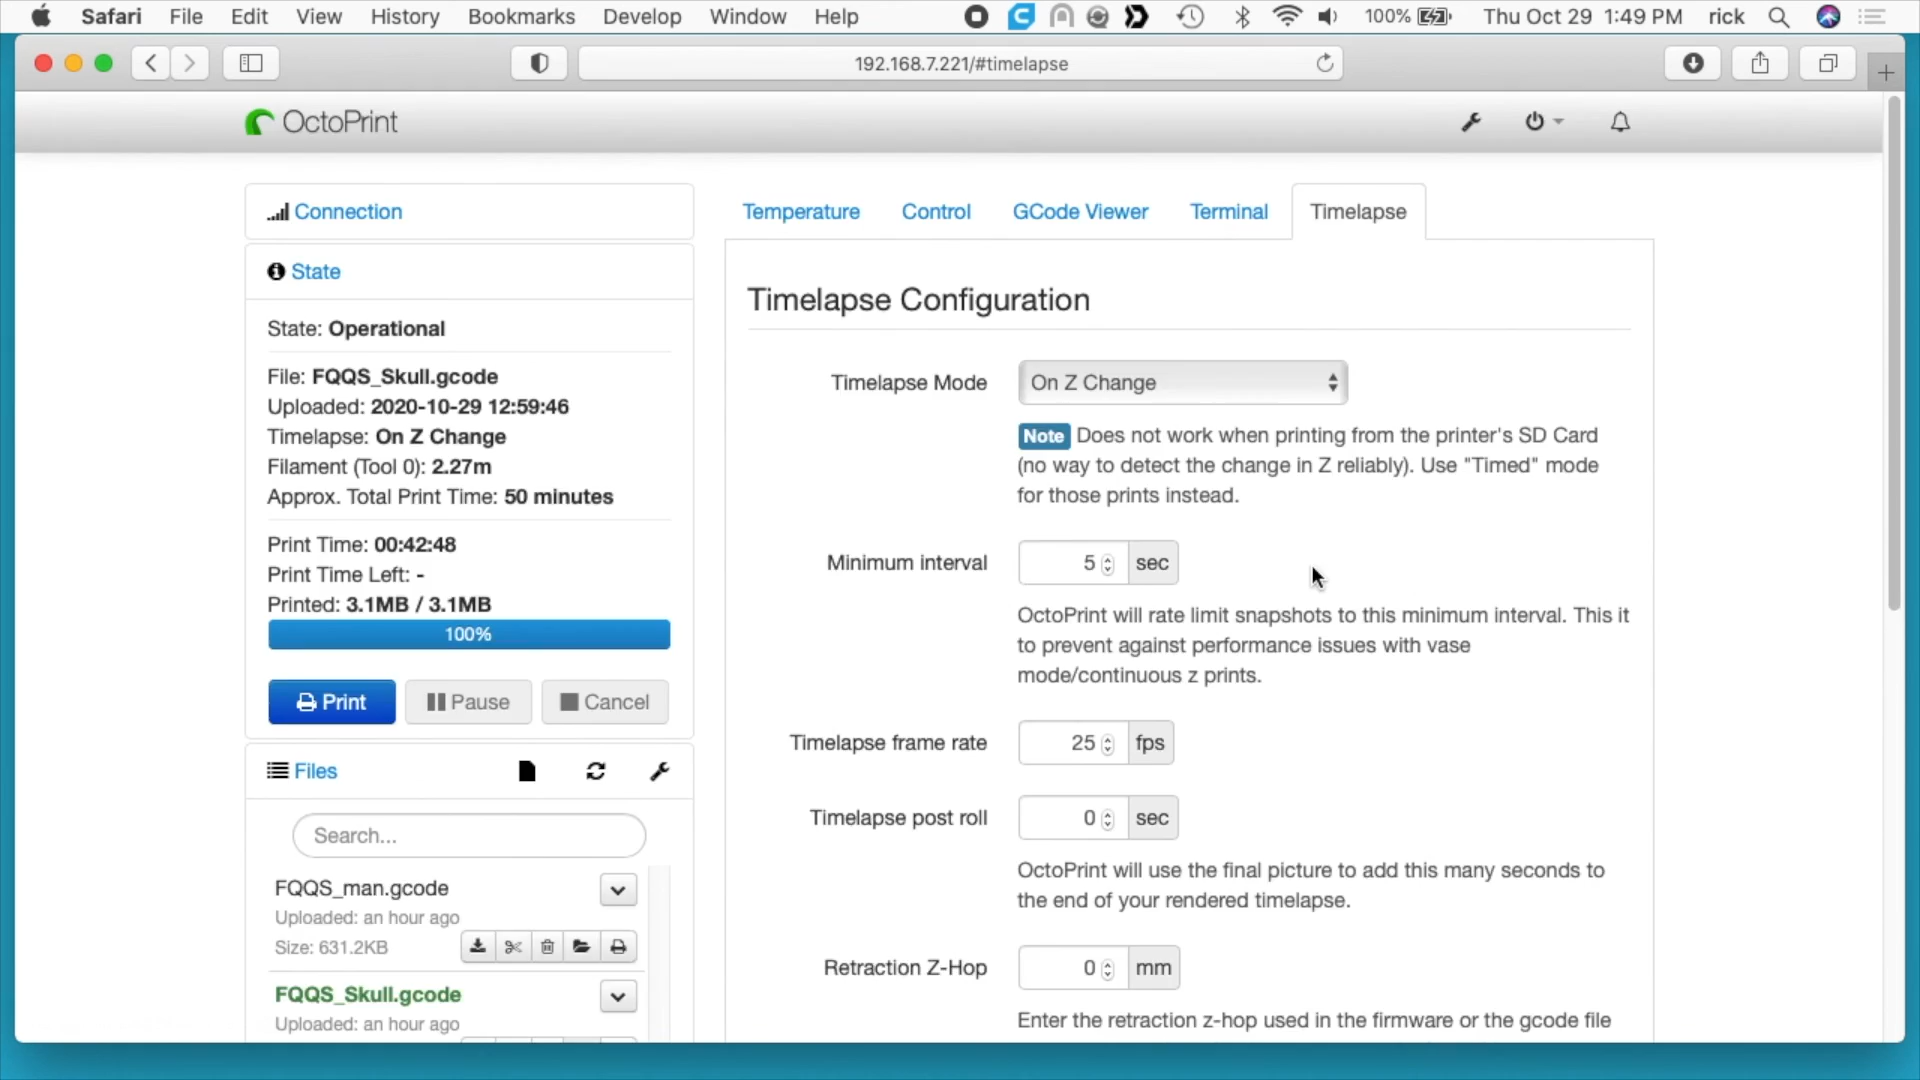 Safari File Edit View History Bookmarks Develop Window Help 100% Thu Oct 29 1:49 PM rick
192.168.7.221/#timelapse
OctoPrint
Connection
State
State: Operational
File: FQQS_Skull.gcode
Uploaded: 2020-10-29 12:59:46
Timelapse: On Z Change
Filament (Tool 0): 2.27m
Approx. Total Print Time: 50 minutes
Print Time: 00:42:48
Print Time Left: -
Printed: 3.1MB / 3.1MB
100%
Print Pause Cancel
Files
Search...
FQQS_man.gcode
Uploaded: an hour ago
Size: 631.2KB
FQQS_Skull.gcode
Uploaded: an hour ago
Temperature Control GCode Viewer Terminal Timelapse
Timelapse Configuration
Timelapse Mode On Z Change
Note Does not work when printing from the printer's SD Card
(no way to detect the change in Z reliably). Use "Timed" mode
for those prints instead.
Minimum interval 5 sec
OctoPrint will rate limit snapshots to this minimum interval. This it
to prevent against performance issues with vase
mode/continuous z prints.
Timelapse frame rate 25 fps
Timelapse post roll 0 sec
OctoPrint will use the final picture to add this many seconds to
the end of your rendered timelapse.
Retraction Z-Hop 0 mm
Enter the retraction z-hop used in the firmware or the gcode file